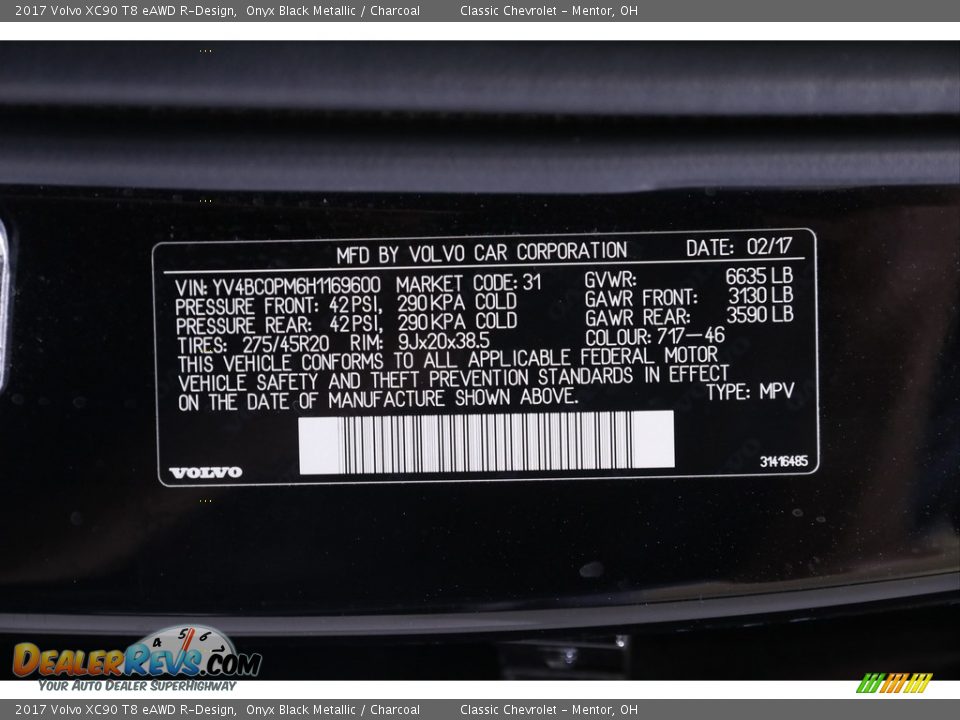 2017 Volvo XC90 T8 eAWD R-Design, Onyx Black Metallic / Charcoal Classic Chevrolet - Mentor, OH
MFD BY VOLVO CAR CORPORATION DATE: 02/17
VIN: YV4BC0PM6H1169600 MARKET CODE: 31 GVWR: 6635 LB
PRESSURE FRONT: 42 PSI, 290 KPA COLD GAWR FRONT: 3130 LB
PRESSURE REAR: 42 PSI, 290 KPA COLD GAWR REAR: 3590 LB
TIRES: 275/45R20 RIM: 9Jx20x38.5 COLOUR: 717-46
THIS VEHICLE CONFORMS TO ALL APPLICABLE FEDERAL MOTOR
VEHICLE SAFETY AND THEFT PREVENTION STANDARDS IN EFFECT
ON THE DATE OF MANUFACTURE SHOWN ABOVE. TYPE: MPV
VOLVO 31416485
4 5 6 7
DEALERREVS.COM
YOUR AUTO DEALER SUPERHIGHWAY
2017 Volvo XC90 T8 eAWD R-Design, Onyx Black Metallic / Charcoal Classic Chevrolet - Mentor, OH